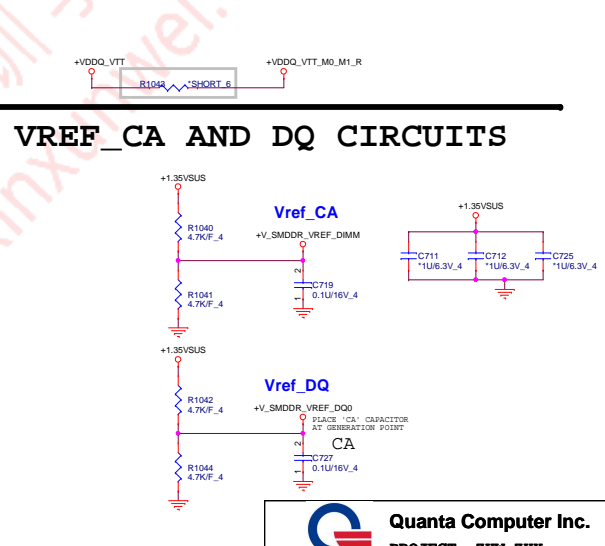 +VDDQ_VTT
+VDDQ_VTT_M0_M1_R
R1043
*SHORT_6
VREF_CA AND DQ CIRCUITS
+1.35VSUS
R1040
4.7K/F_4
Vref_CA
+V_SMDDR_VREF_DIMM
R1041
4.7K/F_4
2
1
C719
0.1U/16V_4
+1.35VSUS
C711
*1U/6.3V_4
C712
*1U/6.3V_4
C725
*1U/6.3V_4
+1.35VSUS
R1042
4.7K/F_4
Vref_DQ
+V_SMDDR_VREF_DQ0
PLACE 'CA' CAPACITOR
AT GENERATION POINT
CA
R1044
4.7K/F_4
2
1
C727
0.1U/16V_4
Quanta Computer Inc.